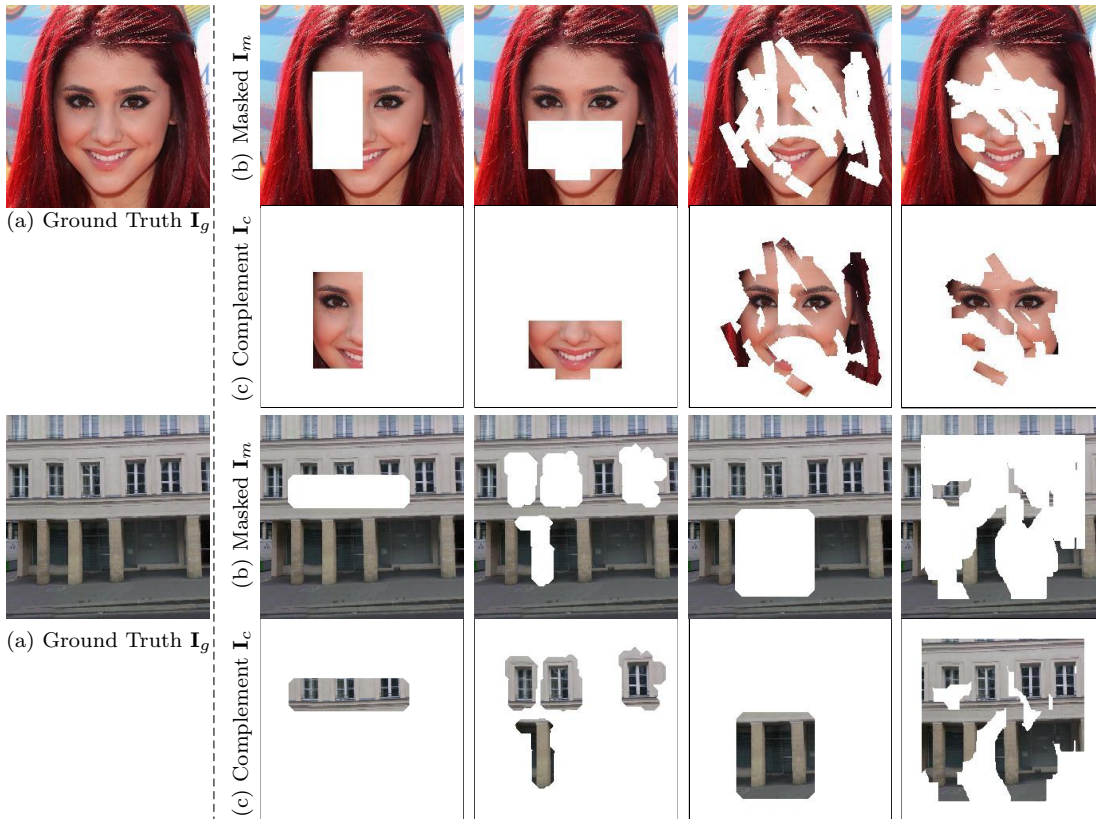 (b) Masked I_m
(a) Ground Truth I_g
(c) Complement I_c
(b) Masked I_m
(a) Ground Truth I_g
(c) Complement I_c